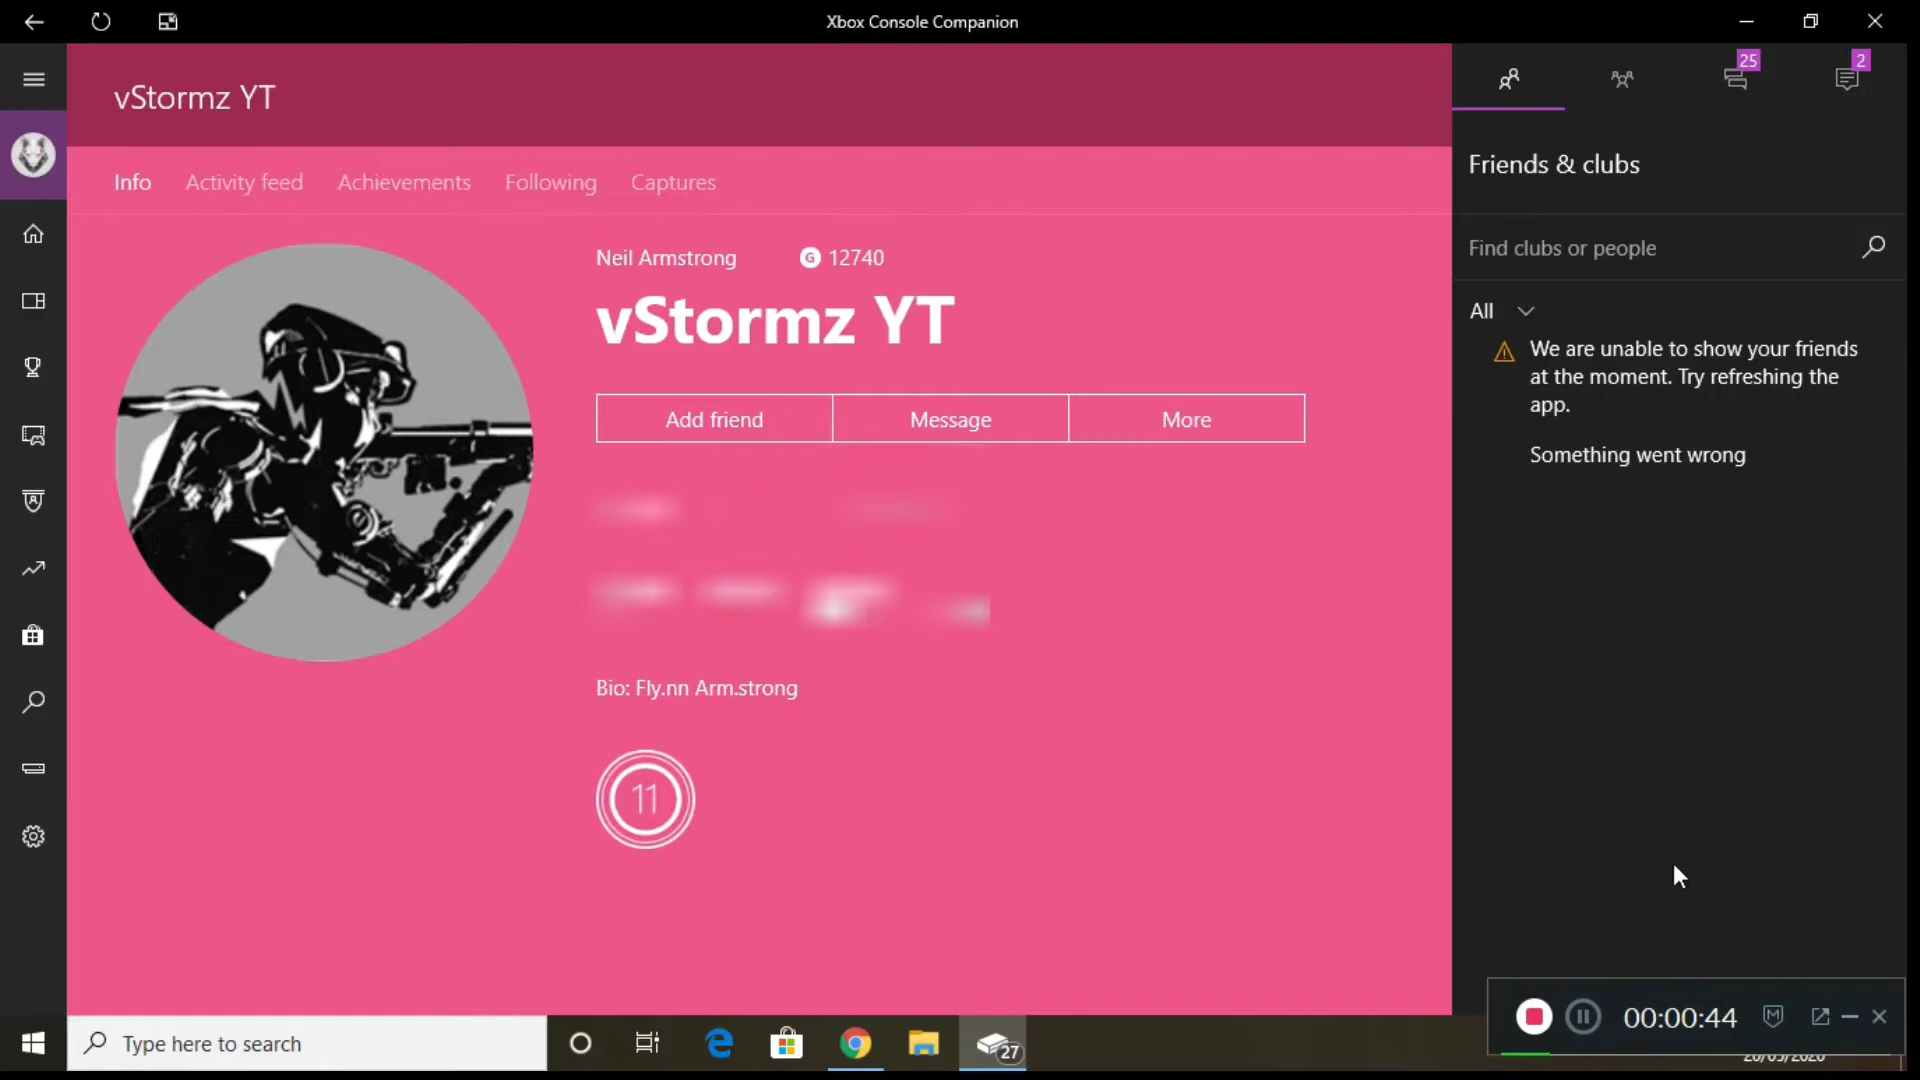 Xbox Console Companion
vStormz YT
25
2
Info Activity feed Achievements Following Captures
Friends & clubs
Neil Armstrong G 12740
Find clubs or people
vStormz YT
All
We are unable to show your friends
at the moment. Try refreshing the
app.
Add friend Message More
Something went wrong
Bio: Fly.nn Arm.strong
11
00:00:44
Type here to search
27